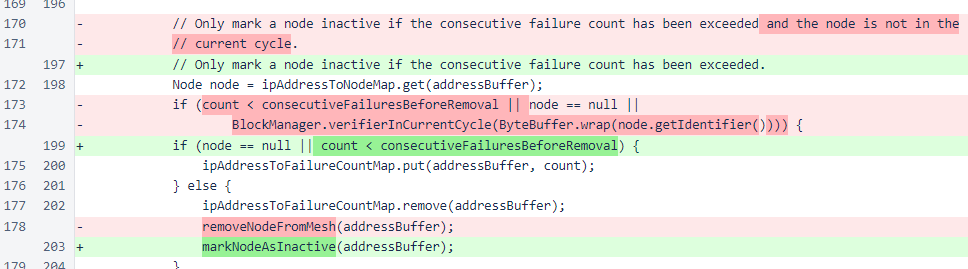 169 196
170 - // Only mark a node inactive if the consecutive failure count has been exceeded and the node is not in the
171 - // current cycle.
197 + // Only mark a node inactive if the consecutive failure count has been exceeded.
172 198 Node node = ipAddressToNodeMap.get(addressBuffer);
173 - if (count < consecutiveFailuresBeforeRemoval || node == null ||
174 - BlockManager.verifierInCurrentCycle(ByteBuffer.wrap(node.getIdentifier()))) {
199 + if (node == null || count < consecutiveFailuresBeforeRemoval) {
175 200 ipAddressToFailureCountMap.put(addressBuffer, count);
176 201 } else {
177 202 ipAddressToFailureCountMap.remove(addressBuffer);
178 - removeNodeFromMesh(addressBuffer);
203 + markNodeAsInactive(addressBuffer);
179 204 }